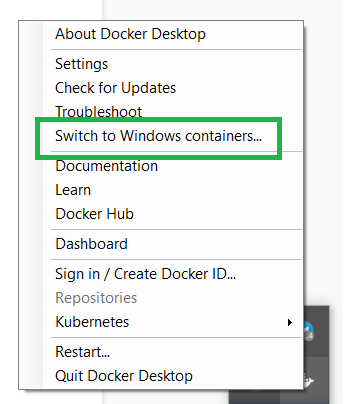 About Docker Desktop
Settings
Check for Updates
Troubleshoot
Switch to Windows containers...
Documentation
Learn
Docker Hub
Dashboard
Sign in / Create Docker ID...
Repositories
Kubernetes
Restart...
Quit Docker Desktop